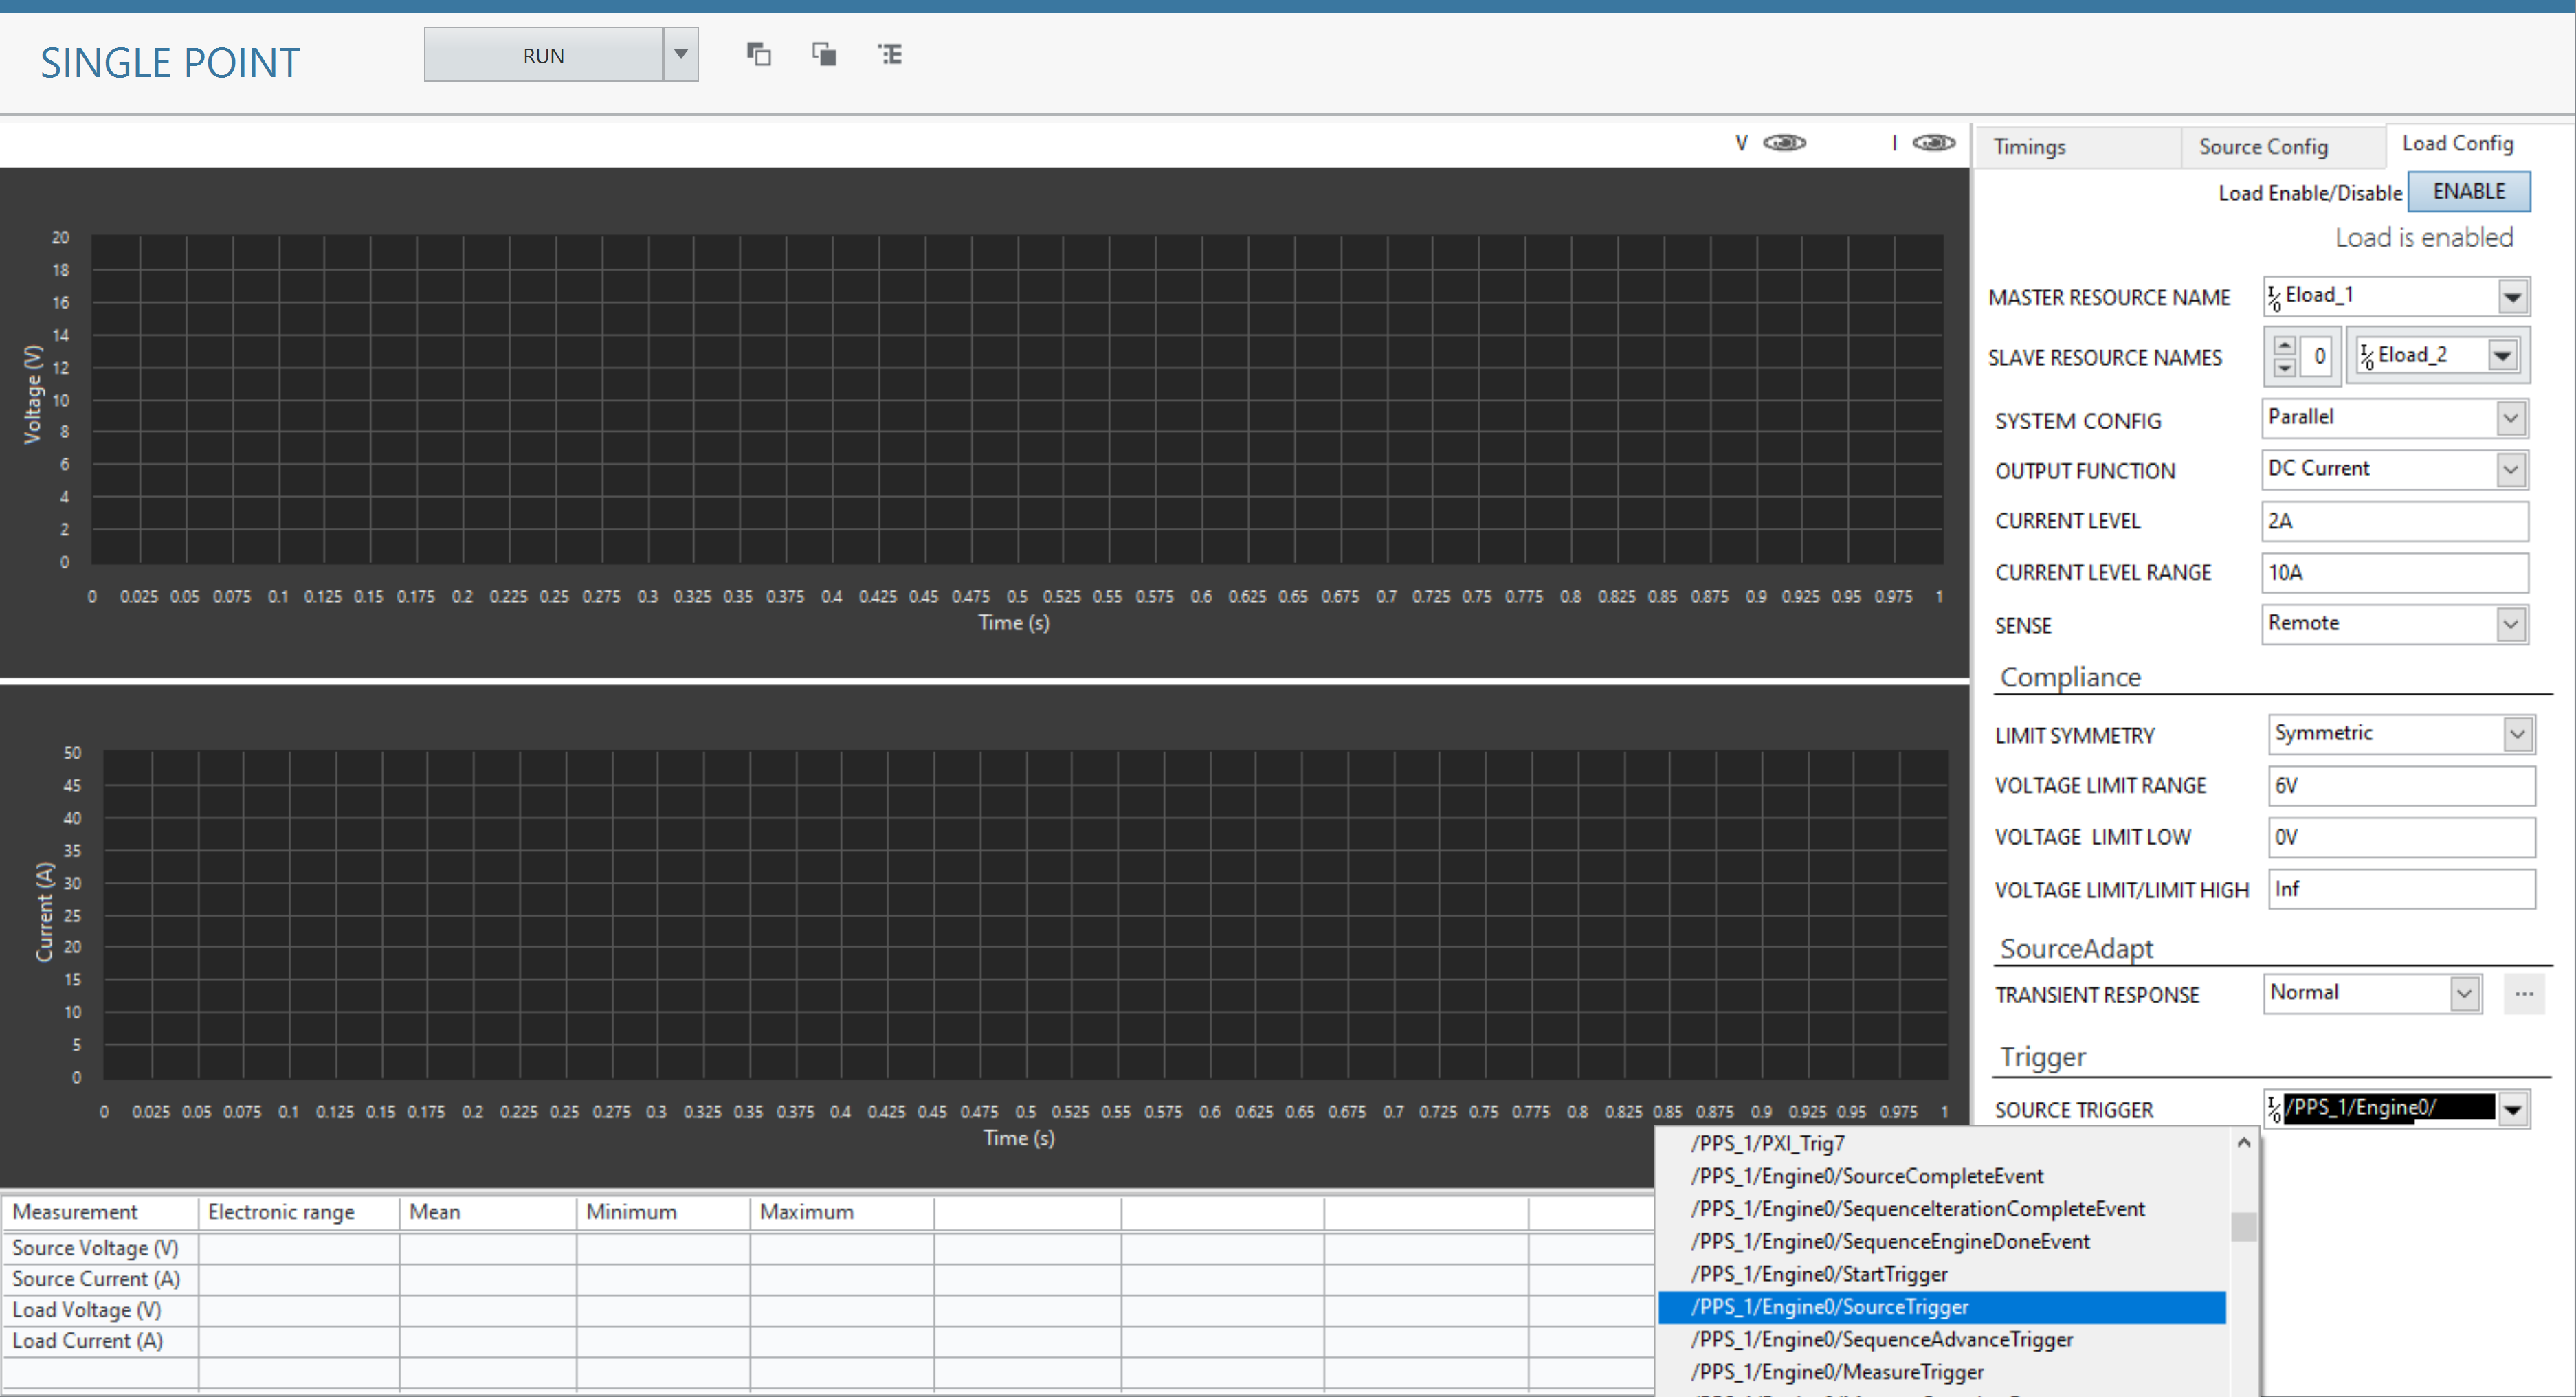 SINGLE POINT
RUN
V
I
Timings
Source Config
Load Config
Load Enable/Disable
ENABLE
Load is enabled
MASTER RESOURCE NAME
Eload_1
SLAVE RESOURCE NAMES
0
Eload_2
SYSTEM CONFIG
Parallel
OUTPUT FUNCTION
DC Current
CURRENT LEVEL
2A
CURRENT LEVEL RANGE
10A
SENSE
Remote
Compliance
LIMIT SYMMETRY
Symmetric
VOLTAGE LIMIT RANGE
6V
VOLTAGE LIMIT LOW
0V
VOLTAGE LIMIT/LIMIT HIGH
Inf
SourceAdapt
TRANSIENT RESPONSE
Normal
...
Trigger
SOURCE TRIGGER
/PPS_1/Engine0/
Voltage (V)
20
18
16
14
12
10
8
6
4
2
0
0 0.025 0.05 0.075 0.1 0.125 0.15 0.175 0.2 0.225 0.25 0.275 0.3 0.325 0.35 0.375 0.4 0.425 0.45 0.475 0.5 0.525 0.55 0.575 0.6 0.625 0.65 0.675 0.7 0.725 0.75 0.775 0.8 0.825 0.85 0.875 0.9 0.925 0.95 0.975 1
Time (s)
Current (A)
50
45
40
35
30
25
20
15
10
5
0
0 0.025 0.05 0.075 0.1 0.125 0.15 0.175 0.2 0.225 0.25 0.275 0.3 0.325 0.35 0.375 0.4 0.425 0.45 0.475 0.5 0.525 0.55 0.575 0.6 0.625 0.65 0.675 0.7 0.725 0.75 0.775 0.8 0.825 0.85 0.875 0.9 0.925 0.95 0.975 1
Time (s)
Measurement Electronic range Mean Minimum Maximum
Source Voltage (V)
Source Current (A)
Load Voltage (V)
Load Current (A)
/PPS_1/PXI_Trig7
/PPS_1/Engine0/SourceCompleteEvent
/PPS_1/Engine0/SequenceIterationCompleteEvent
/PPS_1/Engine0/SequenceEngineDoneEvent
/PPS_1/Engine0/StartTrigger
/PPS_1/Engine0/SourceTrigger
/PPS_1/Engine0/SequenceAdvanceTrigger
/PPS_1/Engine0/MeasureTrigger